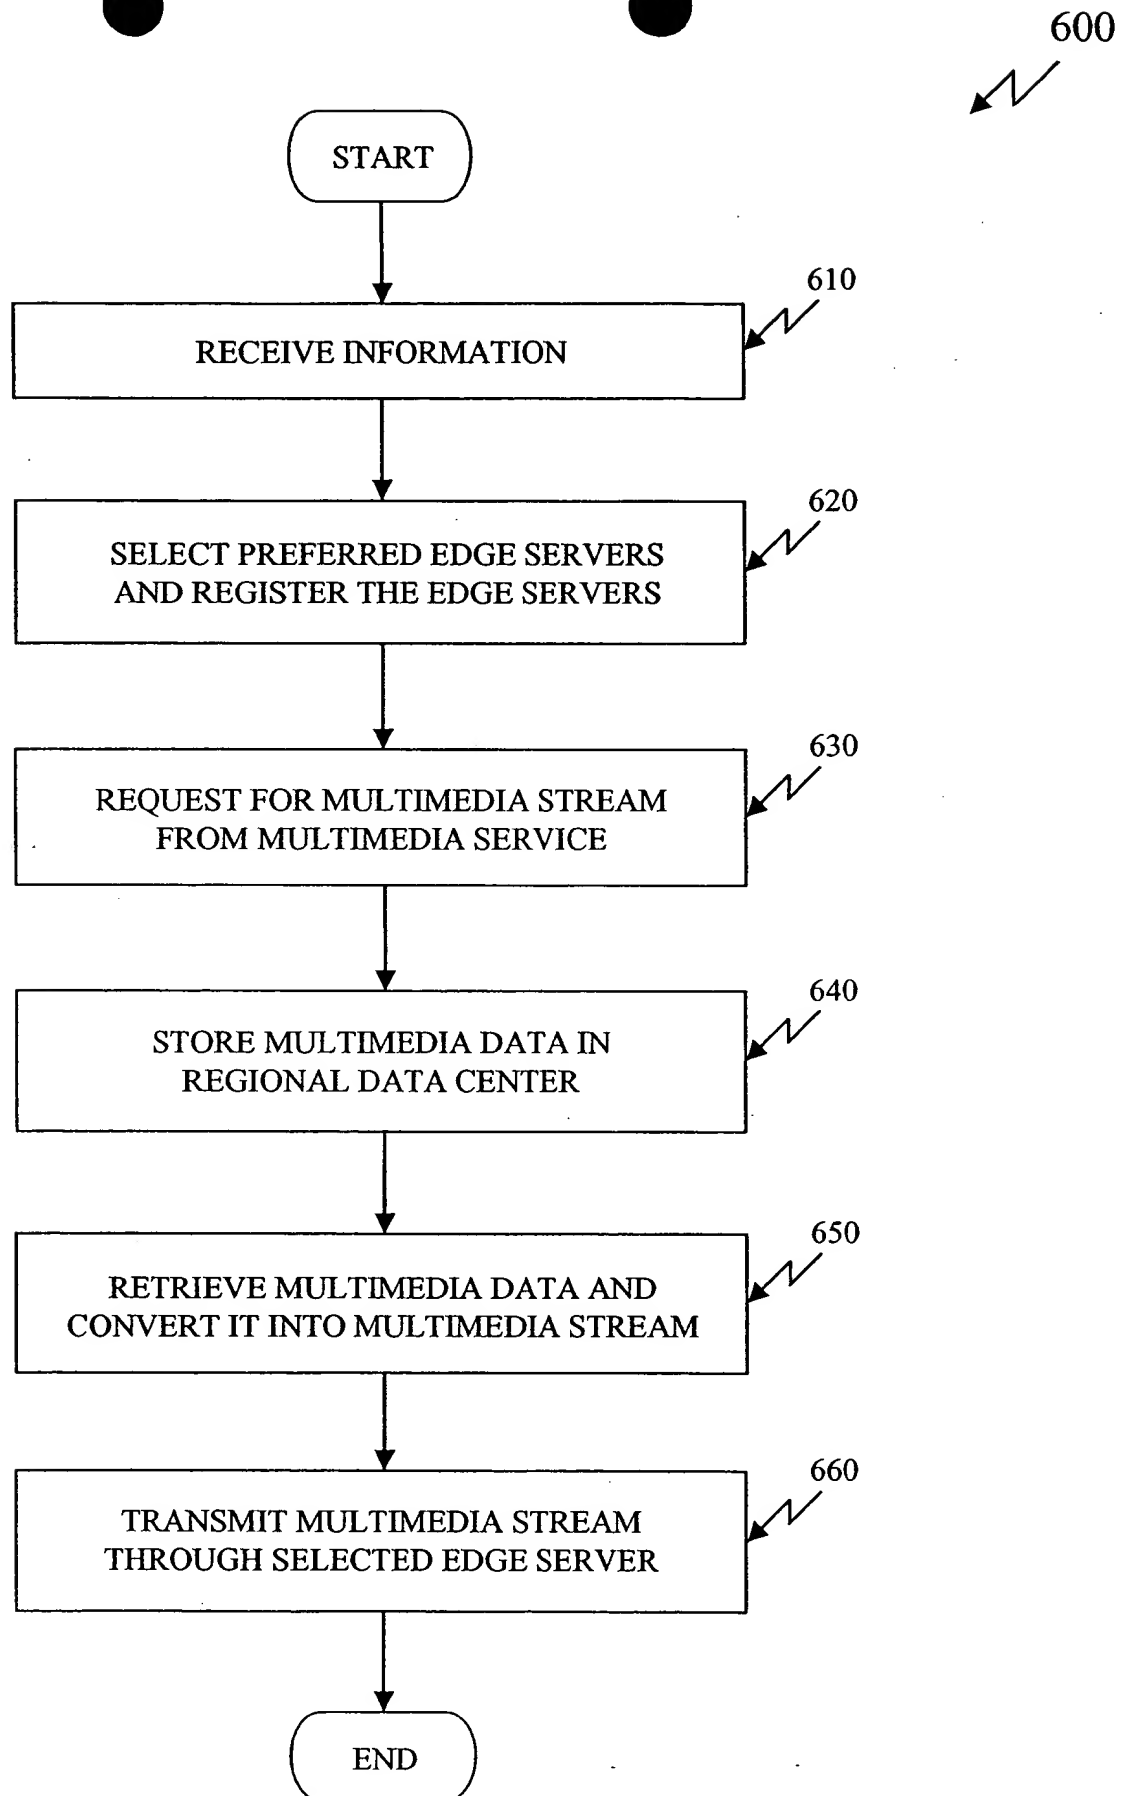 600
START
610
RECEIVE INFORMATION
620
SELECT PREFERRED EDGE SERVERS
AND REGISTER THE EDGE SERVERS
630
REQUEST FOR MULTIMEDIA STREAM
FROM MULTIMEDIA SERVICE
640
STORE MULTIMEDIA DATA IN
REGIONAL DATA CENTER
650
RETRIEVE MULTIMEDIA DATA AND
CONVERT IT INTO MULTIMEDIA STREAM
660
TRANSMIT MULTIMEDIA STREAM
THROUGH SELECTED EDGE SERVER
END